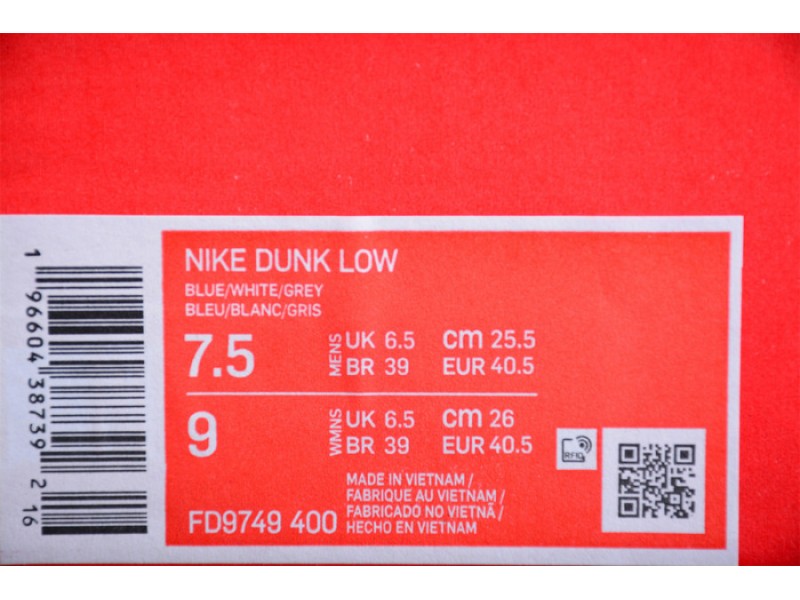 NIKE DUNK LOW
BLUE/WHITE/GREY
BLEU/BLANC/GRIS
7.5 MENS UK 6.5 cm 25.5
BR 39 EUR 40.5
9 WMNS UK 6.5 cm 26
BR 39 EUR 40.5
RFID
MADE IN VIETNAM /
FABRIQUE AU VIETNAM /
FABRICADO NO VIETNÃ /
HECHO EN VIETNAM
FD9749 400
1 96604 38739 2 16